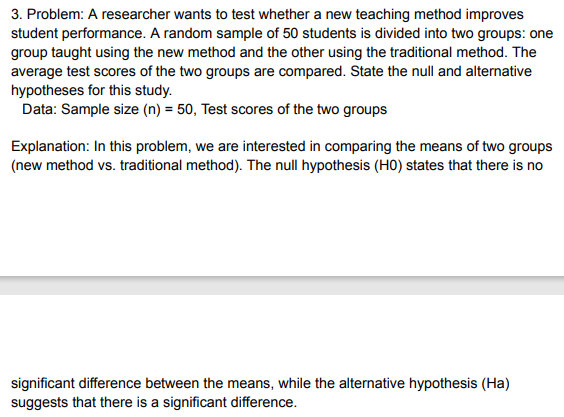 3. Problem: A researcher wants to test whether a new teaching method improves
student performance. A random sample of 50 students is divided into two groups: one
group taught using the new method and the other using the traditional method. The
average test scores of the two groups are compared. State the null and alternative
hypotheses for this study.
Data: Sample size (n) = 50, Test scores of the two groups
Explanation: In this problem, we are interested in comparing the means of two groups
(new method vs. traditional method). The null hypothesis (H0) states that there is no
significant difference between the means, while the alternative hypothesis (Ha)
suggests that there is a significant difference.